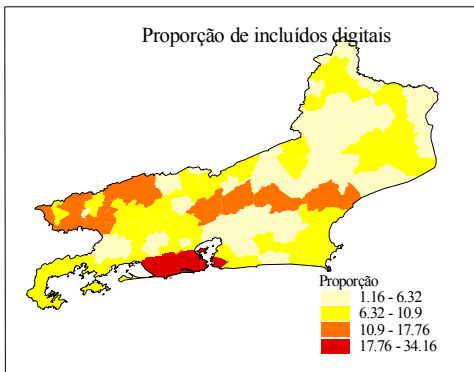 Proporção de incluídos digitais
Proporção
1.16 - 6.32
6.32 - 10.9
10.9 - 17.76
17.76 - 34.16